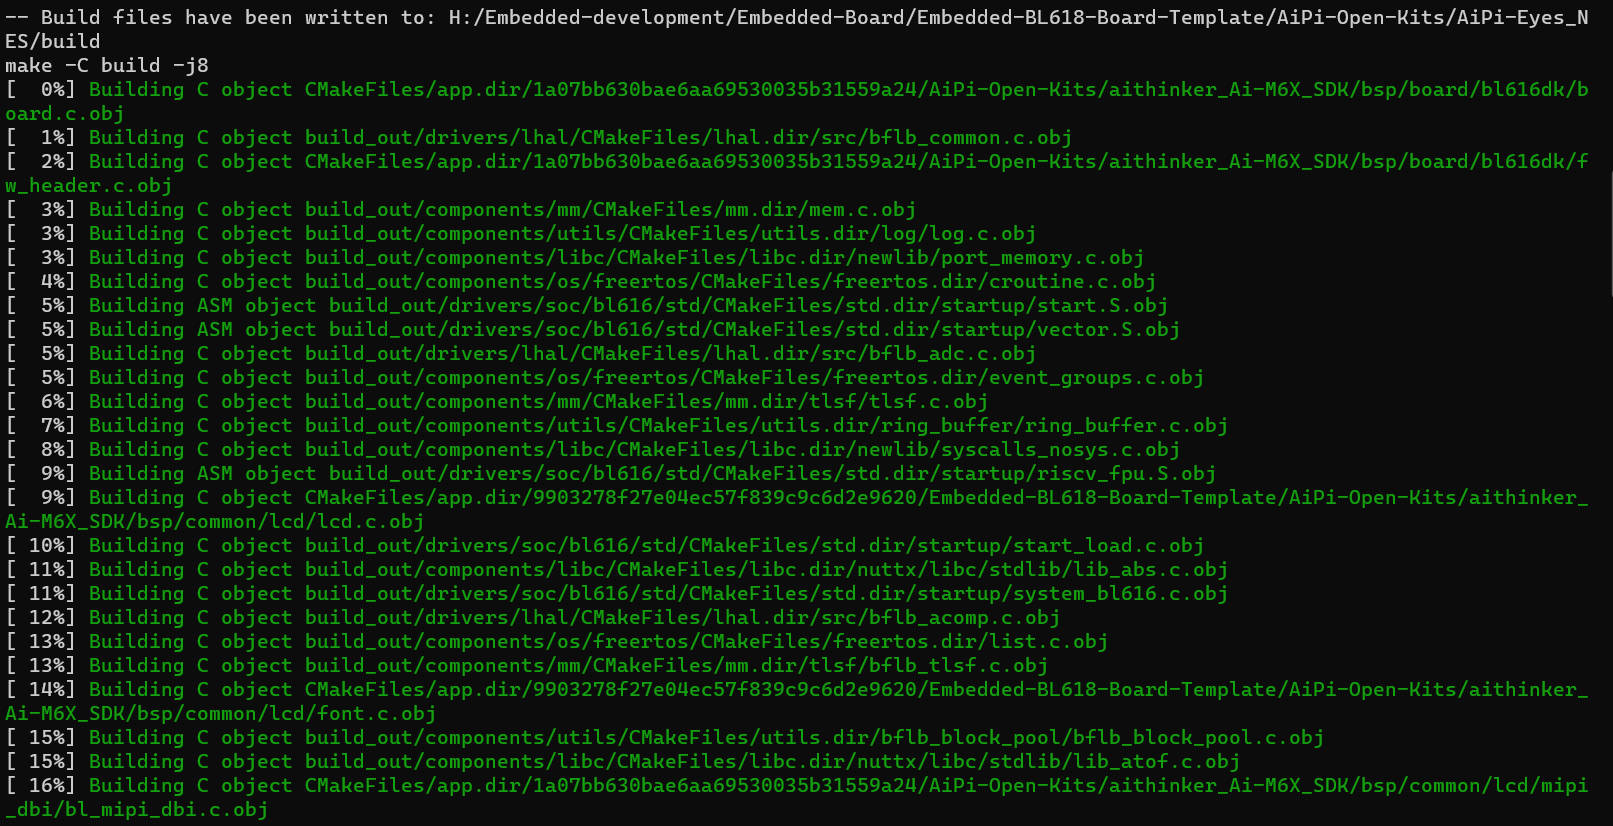 -- Build files have been written to: H:/Embedded-development/Embedded-Board/Embedded-BL618-Board-Template/AiPi-Open-Kits/AiPi-Eyes_N
ES/build
make -C build -j8
[  0%] Building C object CMakeFiles/app.dir/1a07bb630bae6aa69530035b31559a24/AiPi-Open-Kits/aithinker_Ai-M6X_SDK/bsp/board/bl616dk/b
oard.c.obj
[  1%] Building C object build_out/drivers/lhal/CMakeFiles/lhal.dir/src/bflb_common.c.obj
[  2%] Building C object CMakeFiles/app.dir/1a07bb630bae6aa69530035b31559a24/AiPi-Open-Kits/aithinker_Ai-M6X_SDK/bsp/board/bl616dk/f
w_header.c.obj
[  3%] Building C object build_out/components/mm/CMakeFiles/mm.dir/mem.c.obj
[  3%] Building C object build_out/components/utils/CMakeFiles/utils.dir/log/log.c.obj
[  3%] Building C object build_out/components/libc/CMakeFiles/libc.dir/newlib/port_memory.c.obj
[  4%] Building C object build_out/components/os/freertos/CMakeFiles/freertos.dir/croutine.c.obj
[  5%] Building ASM object build_out/drivers/soc/bl616/std/CMakeFiles/std.dir/startup/start.S.obj
[  5%] Building ASM object build_out/drivers/soc/bl616/std/CMakeFiles/std.dir/startup/vector.S.obj
[  5%] Building C object build_out/drivers/lhal/CMakeFiles/lhal.dir/src/bflb_adc.c.obj
[  5%] Building C object build_out/components/os/freertos/CMakeFiles/freertos.dir/event_groups.c.obj
[  6%] Building C object build_out/components/mm/CMakeFiles/mm.dir/tlsf/tlsf.c.obj
[  7%] Building C object build_out/components/utils/CMakeFiles/utils.dir/ring_buffer/ring_buffer.c.obj
[  8%] Building C object build_out/components/libc/CMakeFiles/libc.dir/newlib/syscalls_nosys.c.obj
[  9%] Building ASM object build_out/drivers/soc/bl616/std/CMakeFiles/std.dir/startup/riscv_fpu.S.obj
[  9%] Building C object CMakeFiles/app.dir/9903278f27e04ec57f839c9c6d2e9620/Embedded-BL618-Board-Template/AiPi-Open-Kits/aithinker_
Ai-M6X_SDK/bsp/common/lcd/lcd.c.obj
[ 10%] Building C object build_out/drivers/soc/bl616/std/CMakeFiles/std.dir/startup/start_load.c.obj
[ 11%] Building C object build_out/components/libc/CMakeFiles/libc.dir/nuttx/libc/stdlib/lib_abs.c.obj
[ 11%] Building C object build_out/drivers/soc/bl616/std/CMakeFiles/std.dir/startup/system_bl616.c.obj
[ 12%] Building C object build_out/drivers/lhal/CMakeFiles/lhal.dir/src/bflb_acomp.c.obj
[ 13%] Building C object build_out/components/os/freertos/CMakeFiles/freertos.dir/list.c.obj
[ 13%] Building C object build_out/components/mm/CMakeFiles/mm.dir/tlsf/bflb_tlsf.c.obj
[ 14%] Building C object CMakeFiles/app.dir/9903278f27e04ec57f839c9c6d2e9620/Embedded-BL618-Board-Template/AiPi-Open-Kits/aithinker_
Ai-M6X_SDK/bsp/common/lcd/font.c.obj
[ 15%] Building C object build_out/components/utils/CMakeFiles/utils.dir/bflb_block_pool/bflb_block_pool.c.obj
[ 15%] Building C object build_out/components/libc/CMakeFiles/libc.dir/nuttx/libc/stdlib/lib_atof.c.obj
[ 16%] Building C object CMakeFiles/app.dir/1a07bb630bae6aa69530035b31559a24/AiPi-Open-Kits/aithinker_Ai-M6X_SDK/bsp/common/lcd/mipi
_dbi/bl_mipi_dbi.c.obj